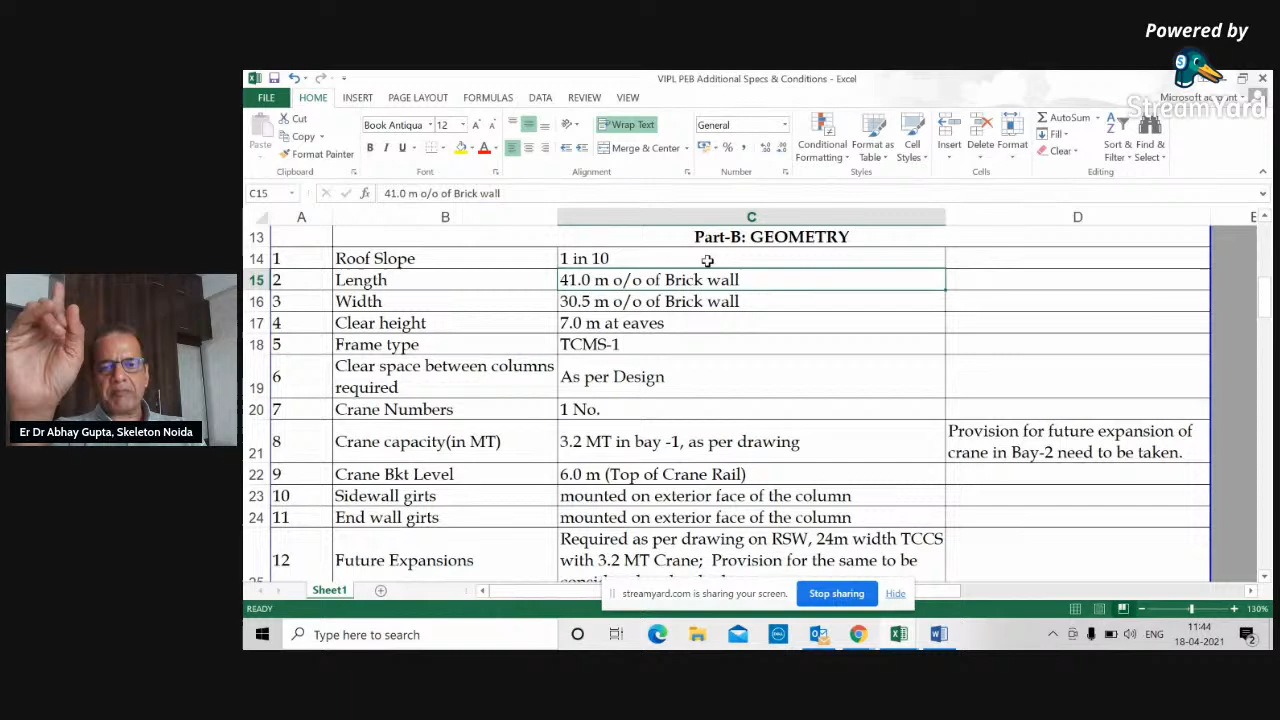 Powered by
StreamYard
VIPL PEB Additional Specs & Conditions - Excel
FILE HOME INSERT PAGE LAYOUT FORMULAS DATA REVIEW VIEW
Microsoft account
Cut
Copy
Format Painter
Paste
Clipboard
Book Antiqua 12
B I U
Font
Wrap Text
Merge & Center
Alignment
General
% ,
Number
Conditional Formatting
Format as Table
Cell Styles
Styles
Insert Delete Format
Cells
AutoSum
Fill
Clear
Sort & Filter
Find & Select
Editing
C15 fx 41.0 m o/o of Brick wall
A B C D E
13 Part-B: GEOMETRY
14 1 Roof Slope 1 in 10
15 2 Length 41.0 m o/o of Brick wall
16 3 Width 30.5 m o/o of Brick wall
17 4 Clear height 7.0 m at eaves
18 5 Frame type TCMS-1
19 6 Clear space between columns required As per Design
20 7 Crane Numbers 1 No.
21 8 Crane capacity(in MT) 3.2 MT in bay -1, as per drawing Provision for future expansion of crane in Bay-2 need to be taken.
22 9 Crane Bkt Level 6.0 m (Top of Crane Rail)
23 10 Sidewall girts mounted on exterior face of the column
24 11 End wall girts mounted on exterior face of the column
12 Future Expansions Required as per drawing on RSW, 24m width TCCS
with 3.2 MT Crane; Provision for the same to be
Er Dr Abhay Gupta, Skeleton Noida
Sheet1
streamyard.com is sharing your screen. Stop sharing Hide
READY 130%
Type here to search
ENG
11:44
18-04-2021
2